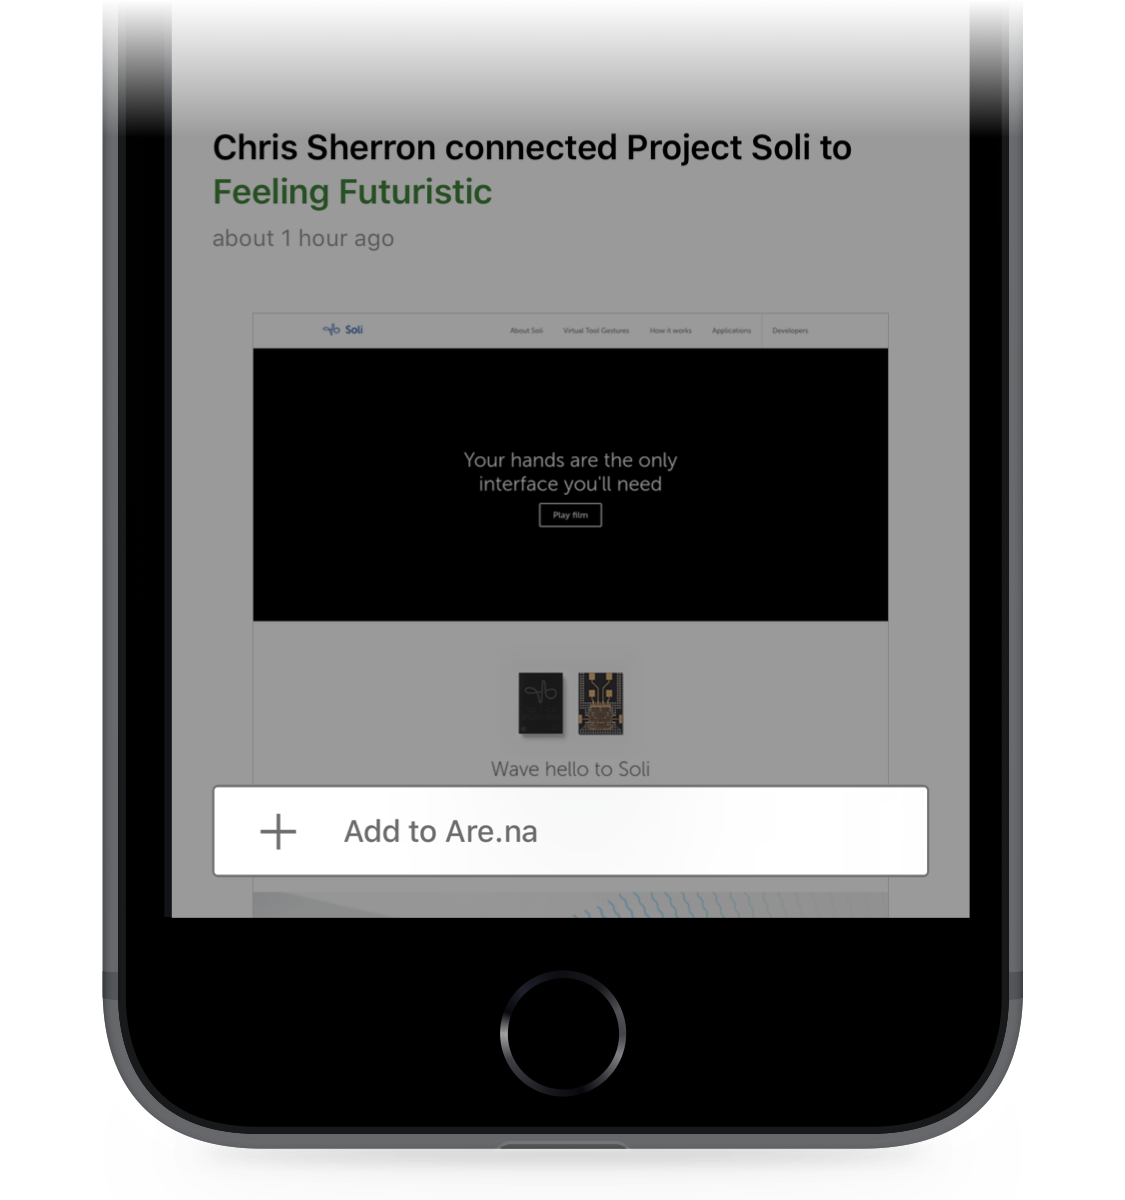 Chris Sherron connected Project Soli to
Feeling Futuristic
about 1 hour ago
Soli
About Soli Virtual Tool Gestures How it works Applications Developers
Your hands are the only
interface you'll need
Play film
Wave hello to Soli
Add to Are.na